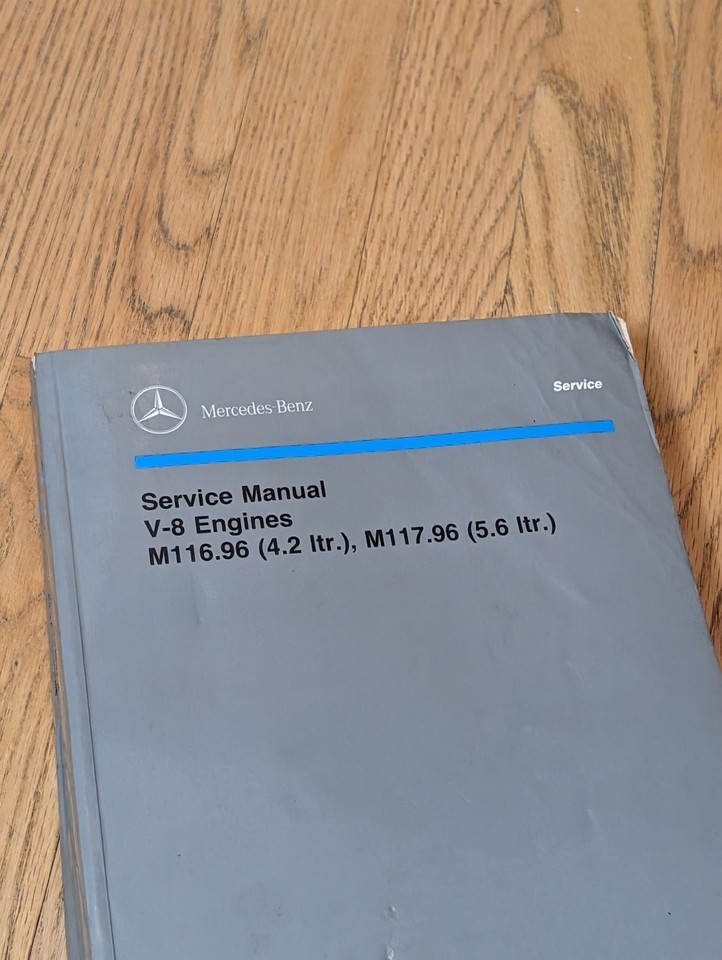 Mercedes-Benz
Service
Service Manual
V-8 Engines
M116.96 (4.2 ltr.), M117.96 (5.6 ltr.)